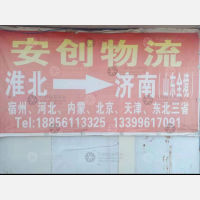 安创物流
淮北→济南(山东全境)
宿州、河北、内蒙、北京、天津、东北三省
Tel:18856113325 13399617091